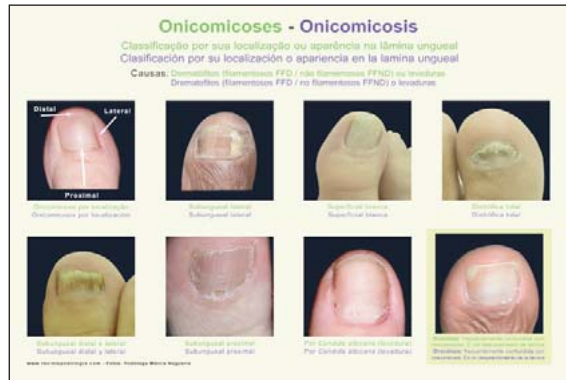 Onicomicoses - Onicomicosis
Classificação por sua localização ou aparência na lâmina ungueal
Clasificación por su localización o apariencia en la lamina ungueal
Causas: Dermatófitos (filamentosos FFD / não filamentosos FFND) ou leveduras
Drematofitos (filamentosos FFD / no filamentosos FFND) o levaduras
Distal
Lateral
Proximal
Onicomicoses por localização
Onicomicosis por localización
Subungueal lateral
Subungueal lateral
Superficial branca
Superficial blanca
Distrófica total
Distrófica total
Subungueal distal e lateral
Subungueal distal y lateral
Subungueal proximal
Subungueal proximal
Por Candida albicans (levedura)
Por Candida albicans (levadura)